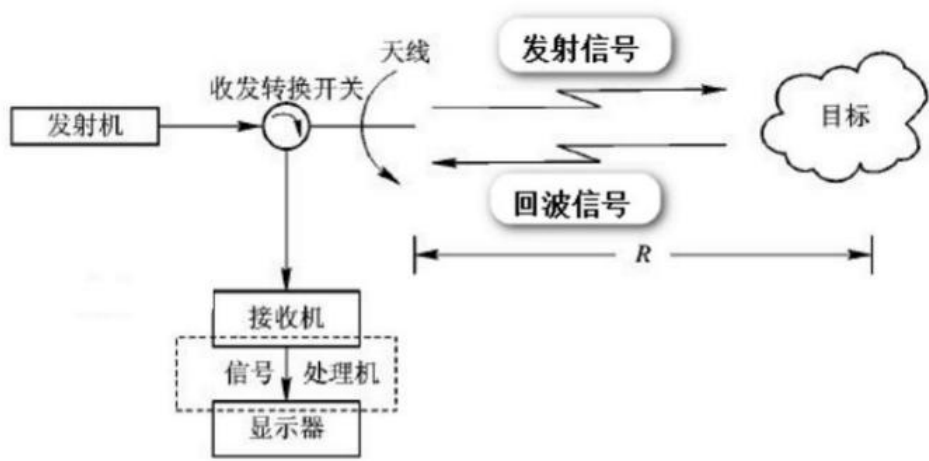 发射信号
天线
收发转换开关
发射机
目标
回波信号
R
接收机
信号 处理机
显示器